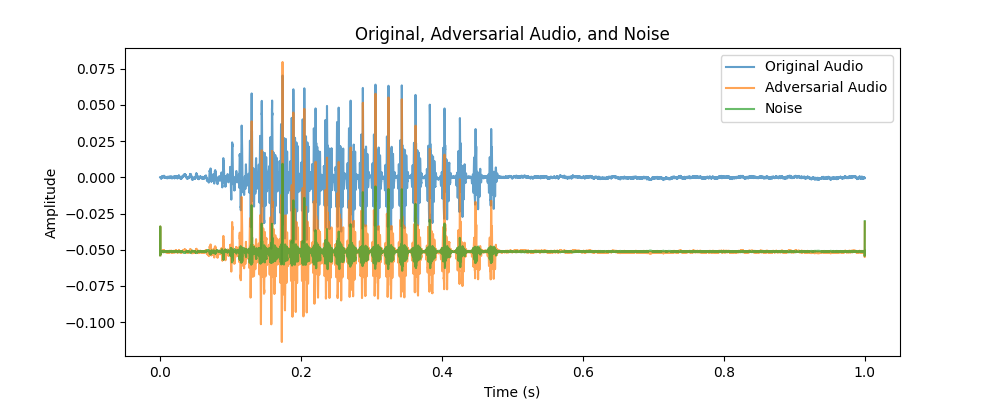 Original, Adversarial Audio, and Noise
Original Audio
Adversarial Audio
Noise
Amplitude
0.075
0.050
0.025
0.000
−0.025
−0.050
−0.075
−0.100
0.0 0.2 0.4 0.6 0.8 1.0
Time (s)